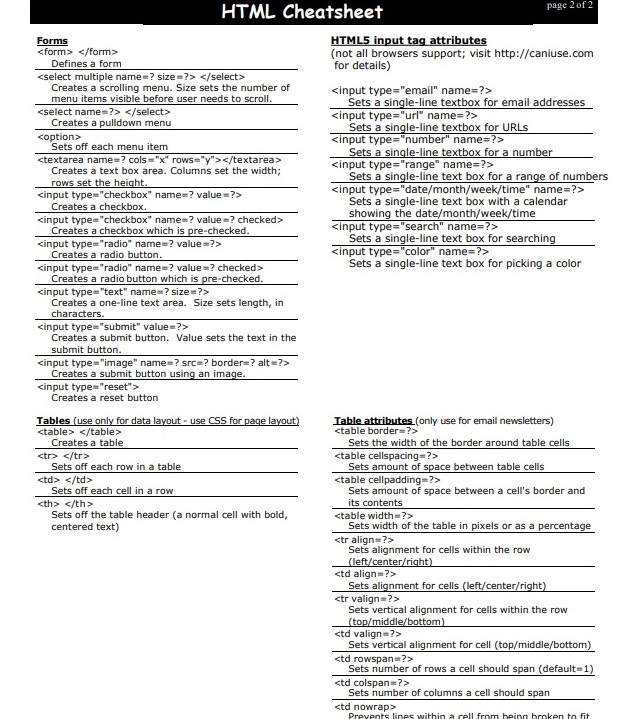 HTML Cheatsheet
page 2 of 2
Forms
<form> </form>
Defines a form
<select multiple name=? size=?> </select>
Creates a scrolling menu. Size sets the number of
menu items visible before user needs to scroll.
<select name=?> </select>
Creates a pulldown menu
<option>
Sets off each menu item
<textarea name=? cols="x" rows="y"></textarea>
Creates a text box area. Columns set the width;
rows set the height.
<input type="checkbox" name=? value=?>
Creates a checkbox.
<input type="checkbox" name=? value=? checked>
Creates a checkbox which is pre-checked.
<input type="radio" name=? value=?>
Creates a radio button.
<input type="radio" name=? value=? checked>
Creates a radio button which is pre-checked.
<input type="text" name=? size=?>
Creates a one-line text area.  Size sets length, in
characters.
<input type="submit" value=?>
Creates a submit button.  Value sets the text in the
submit button.
<input type="image" name=? src=? border=? alt=?>
Creates a submit button using an image.
<input type="reset">
Creates a reset button
HTML5 input tag attributes
(not all browsers support; visit http://caniuse.com
for details)
<input type="email" name=?>
Sets a single-line textbox for email addresses
<input type="url" name=?>
Sets a single-line textbox for URLs
<input type="number" name=?>
Sets a single-line textbox for a number
<input type="range" name=?>
Sets a single-line text box for a range of numbers
<input type="date/month/week/time" name=?>
Sets a single-line text box with a calendar
showing the date/month/week/time
<input type="search" name=?>
Sets a single-line text box for searching
<input type="color" name=?>
Sets a single-line text box for picking a color
Tables (use only for data layout - use CSS for page layout)
<table> </table>
Creates a table
<tr> </tr>
Sets off each row in a table
<td> </td>
Sets off each cell in a row
<th> </th>
Sets off the table header (a normal cell with bold,
centered text)
Table attributes (only use for email newsletters)
<table border=?>
Sets the width of the border around table cells
<table cellspacing=?>
Sets amount of space between table cells
<table cellpadding=?>
Sets amount of space between a cell's border and
its contents
<table width=?>
Sets width of the table in pixels or as a percentage
<tr align=?>
Sets alignment for cells within the row
(left/center/right)
<td align=?>
Sets alignment for cells (left/center/right)
<tr valign=?>
Sets vertical alignment for cells within the row
(top/middle/bottom)
<td valign=?>
Sets vertical alignment for cell (top/middle/bottom)
<td rowspan=?>
Sets number of rows a cell should span (default=1)
<td colspan=?>
Sets number of columns a cell should span
<td nowrap>
Prevents lines within a cell from being broken to fit